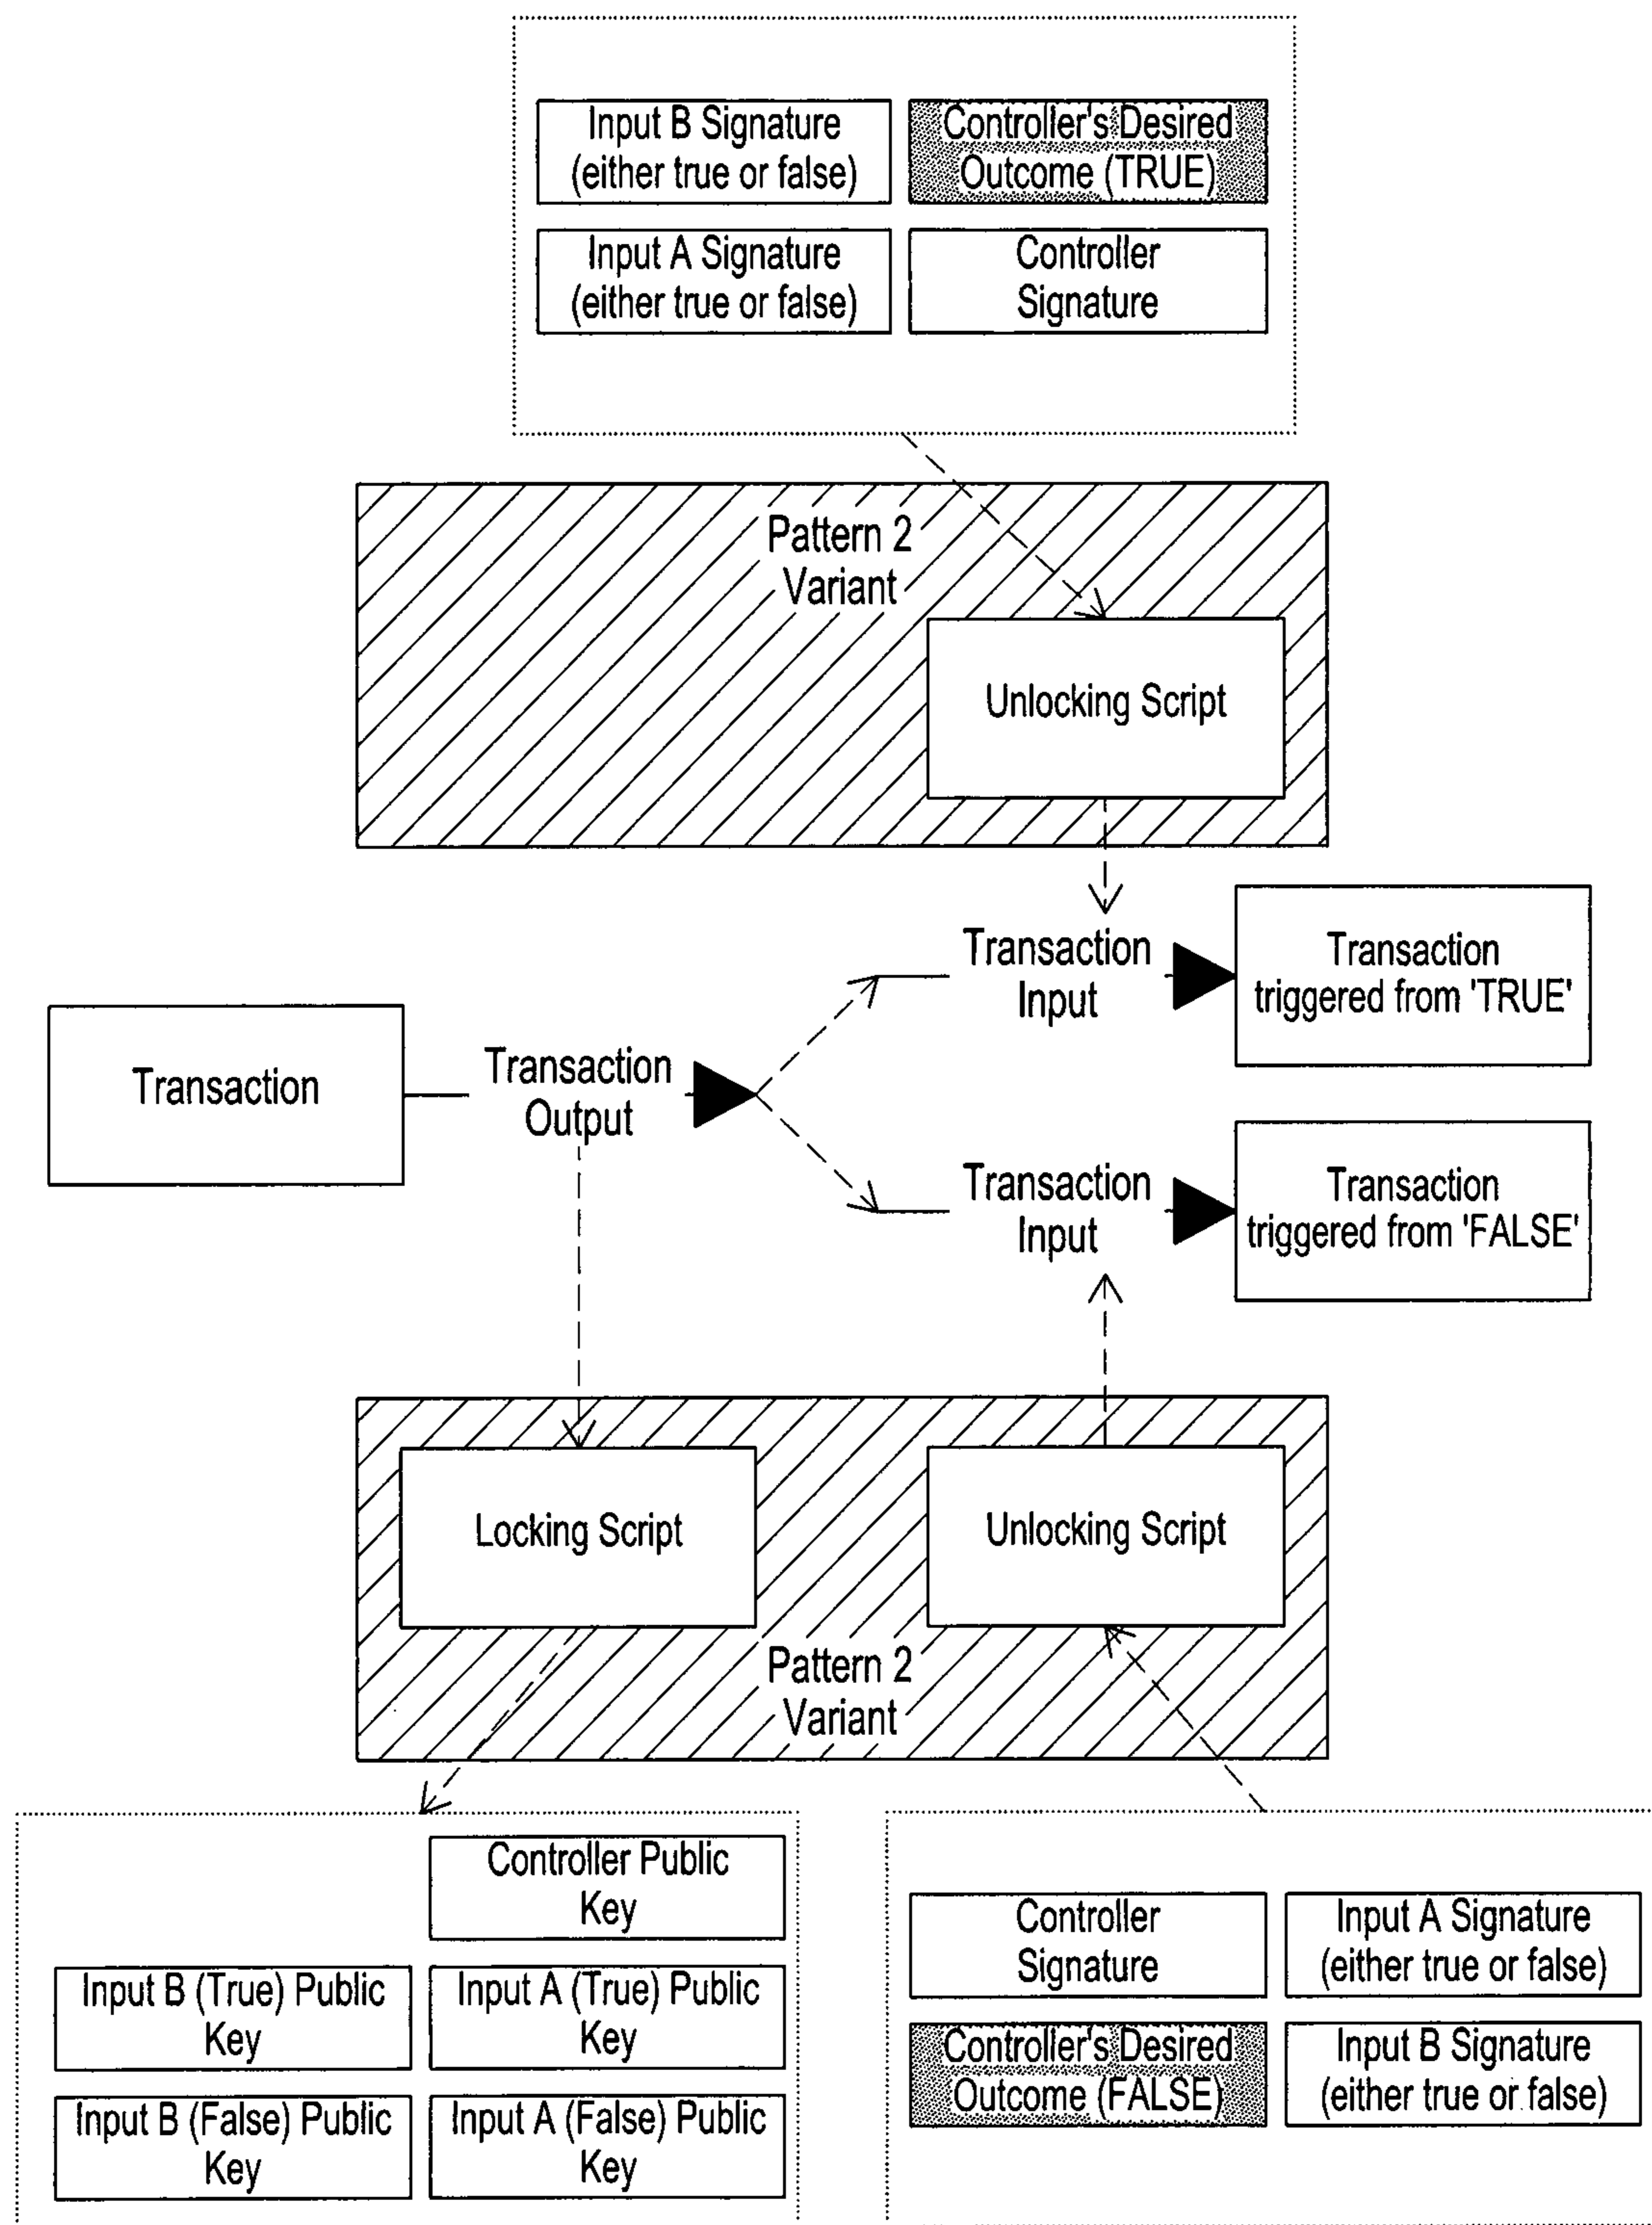 Input B Signature
(either true or false)
Controller's Desired
Outcome (TRUE)
Input A Signature
(either true or false)
Controller
Signature
Pattern 2
Variant
Unlocking Script
Transaction
Input
Transaction
triggered from 'TRUE'
Transaction
Transaction
Output
Transaction
Input
Transaction
triggered from 'FALSE'
Locking Script
Unlocking Script
Pattern 2
Variant
Controller Public
Key
Input B (True) Public
Key
Input A (True) Public
Key
Input B (False) Public
Key
Input A (False) Public
Key
Controller
Signature
Input A Signature
(either true or false)
Controller's Desired
Outcome (FALSE)
Input B Signature
(either true or false)